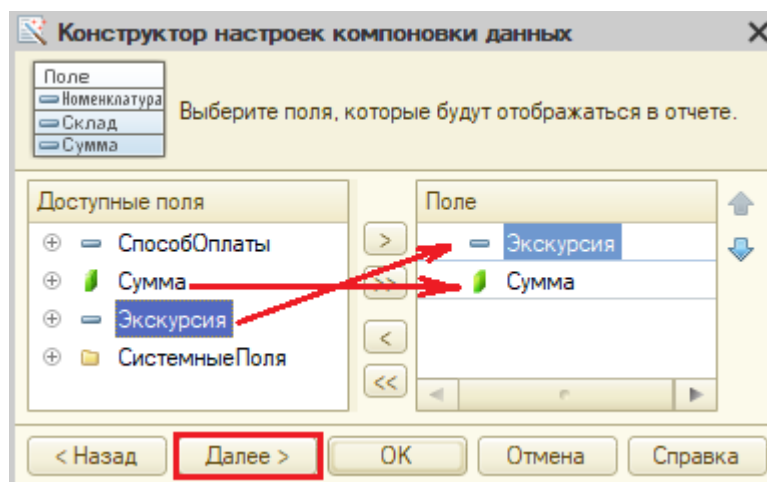 Конструктор настроек компоновки данных
Поле
Номенклатура
Склад
Сумма
Выберите поля, которые будут отображаться в отчете.
Доступные поля
СпособОплаты
Сумма
Экскурсия
СистемныеПоля
>
>>
<
<<
Поле
Экскурсия
Сумма
< Назад Далее > OK Отмена Справка